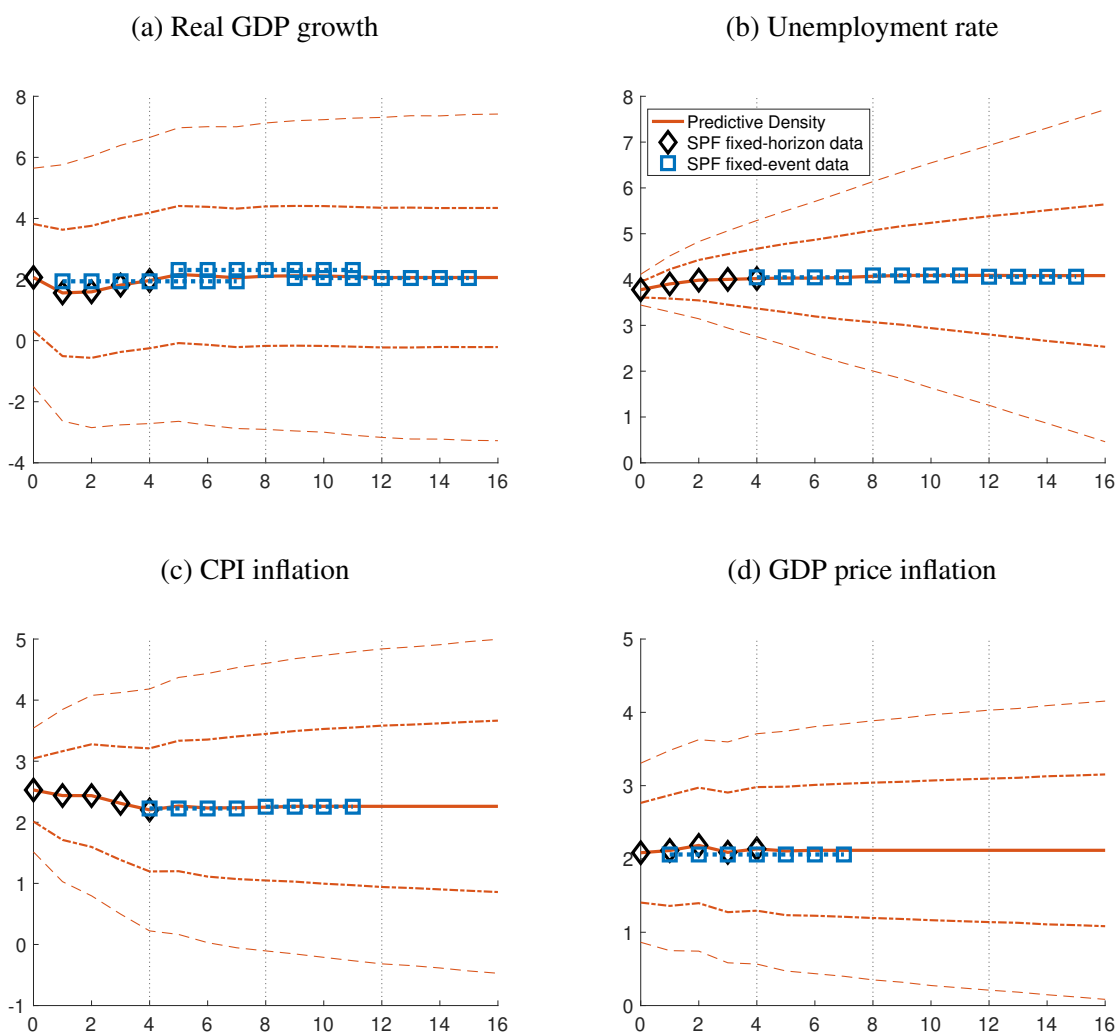 (a) Real GDP growth
8
6
4
2
0
-2
-4
0 2 4 6 8 10 12 14 16
(b) Unemployment rate
8
7
6
5
4
3
2
1
0
Predictive Density
SPF fixed-horizon data
SPF fixed-event data
0 2 4 6 8 10 12 14 16
(c) CPI inflation
5
4
3
2
1
0
-1
0 2 4 6 8 10 12 14 16
(d) GDP price inflation
5
4
3
2
1
0
0 2 4 6 8 10 12 14 16